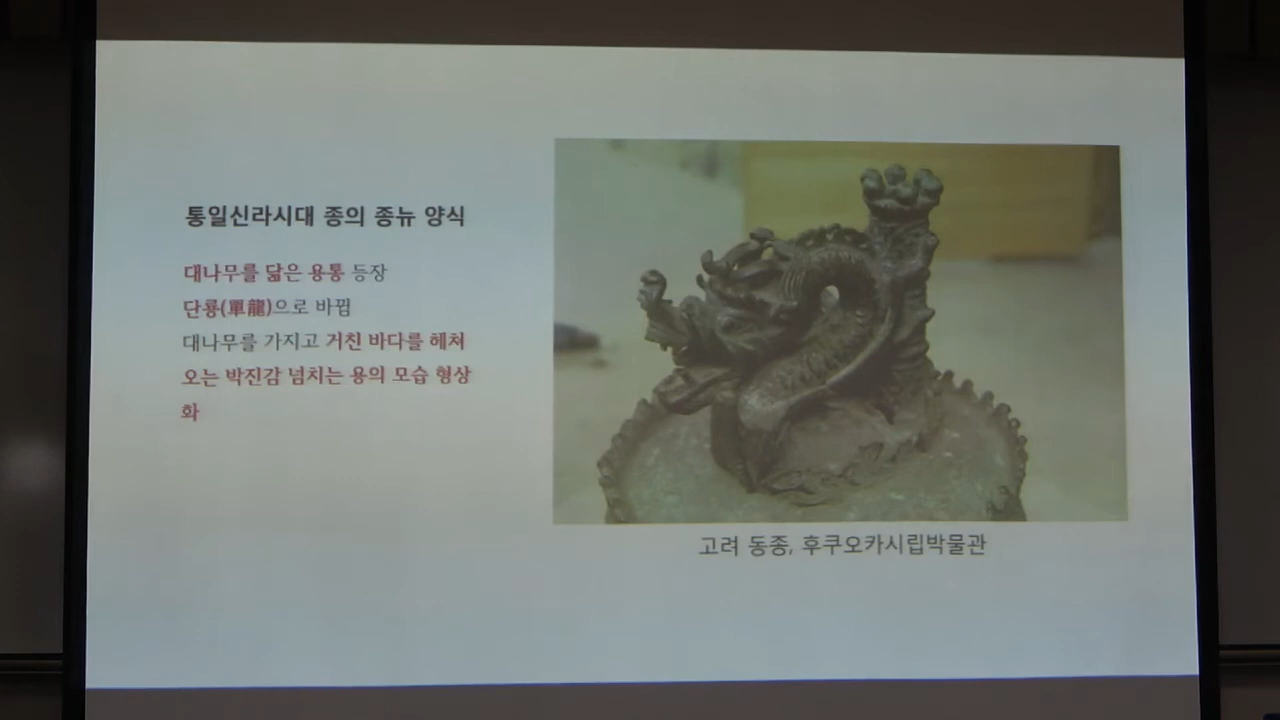 통일신라시대 종의 종뉴 양식
대나무를 닮은 용통 등장
단룡(單龍)으로 바뀜
대나무를 가지고 거친 바다를 헤쳐
오는 박진감 넘치는 용의 모습 형상
화
고려 동종, 후쿠오카시립박물관